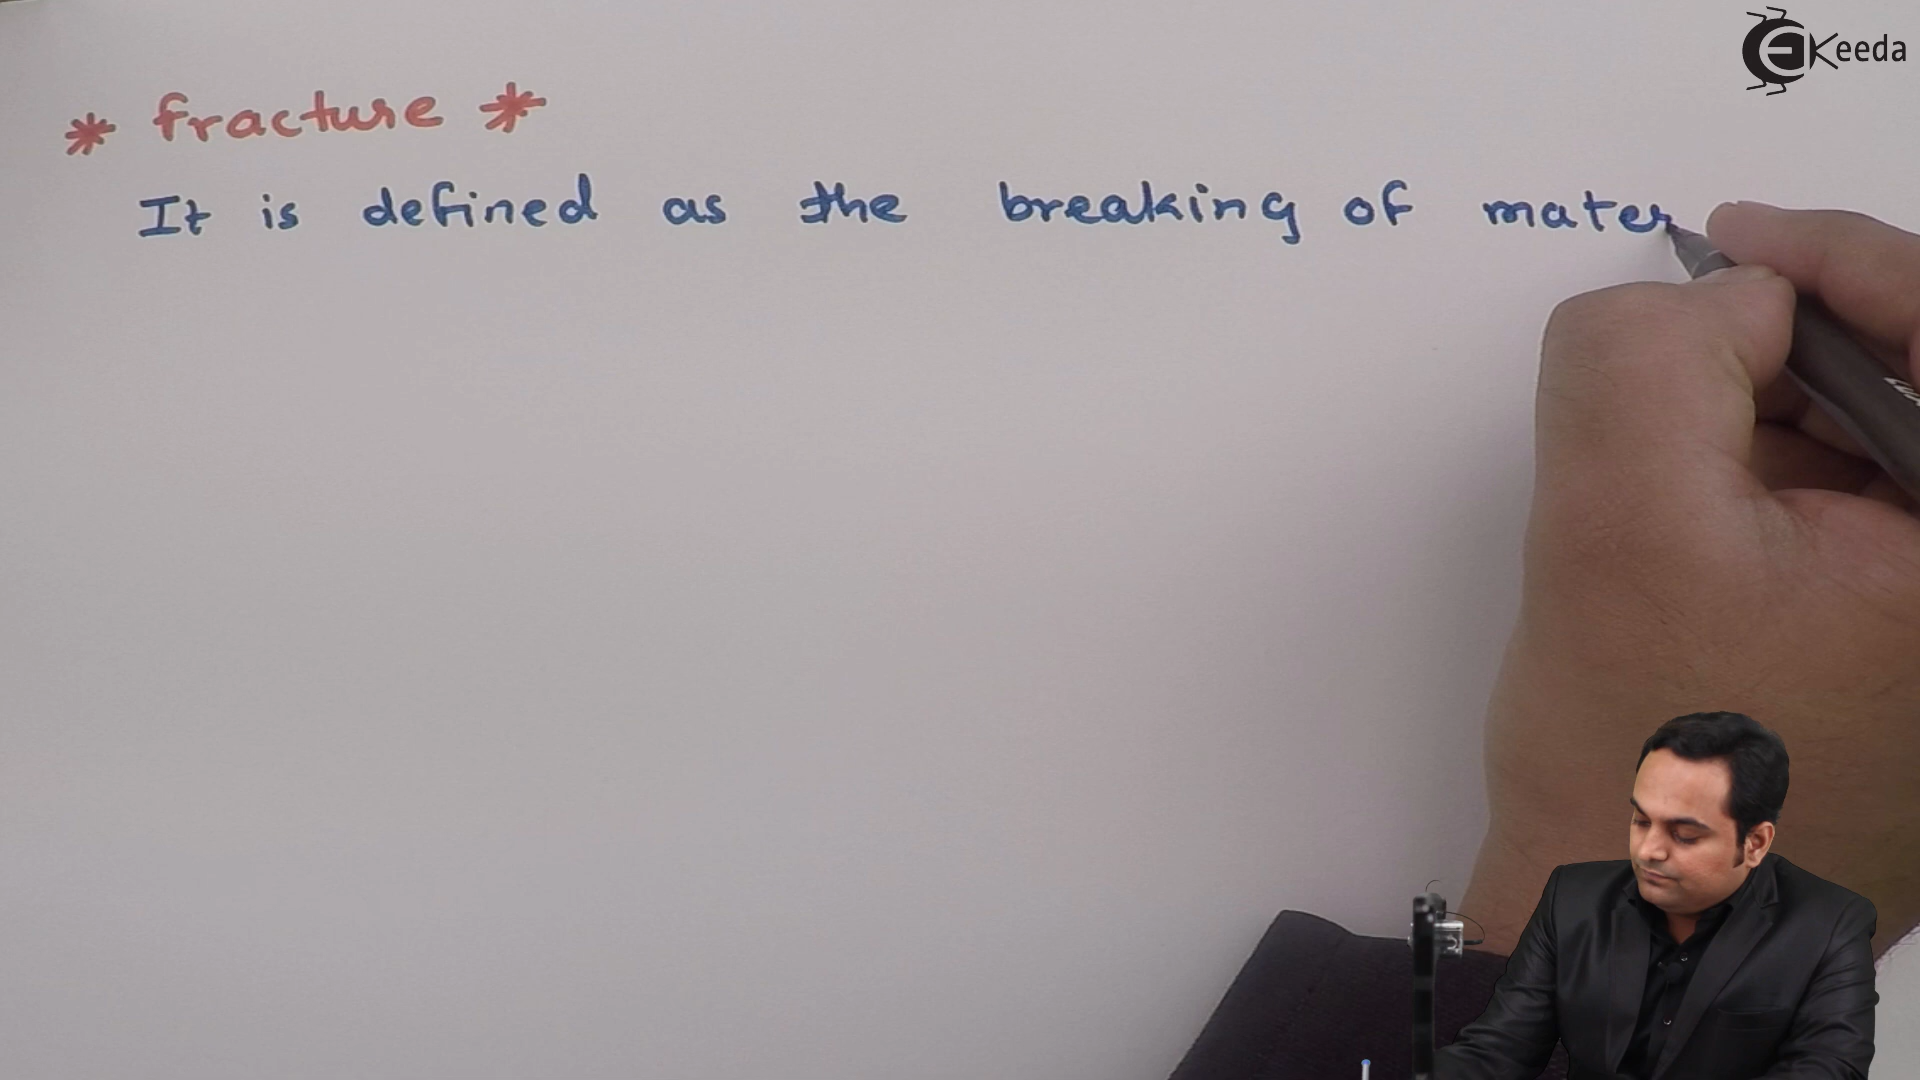 EKeeda
* fracture *
It is defined as the breaking of mater